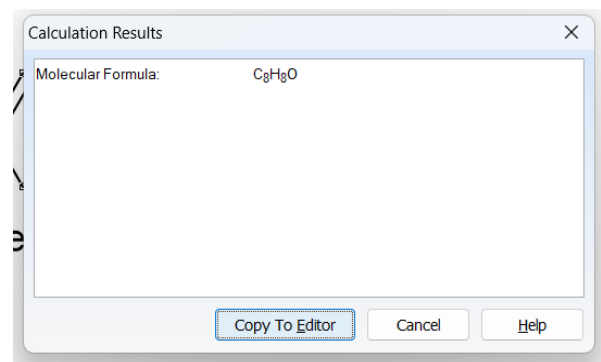 Calculation Results
Molecular Formula: C₈H₈O
e
Copy To Editor Cancel Help